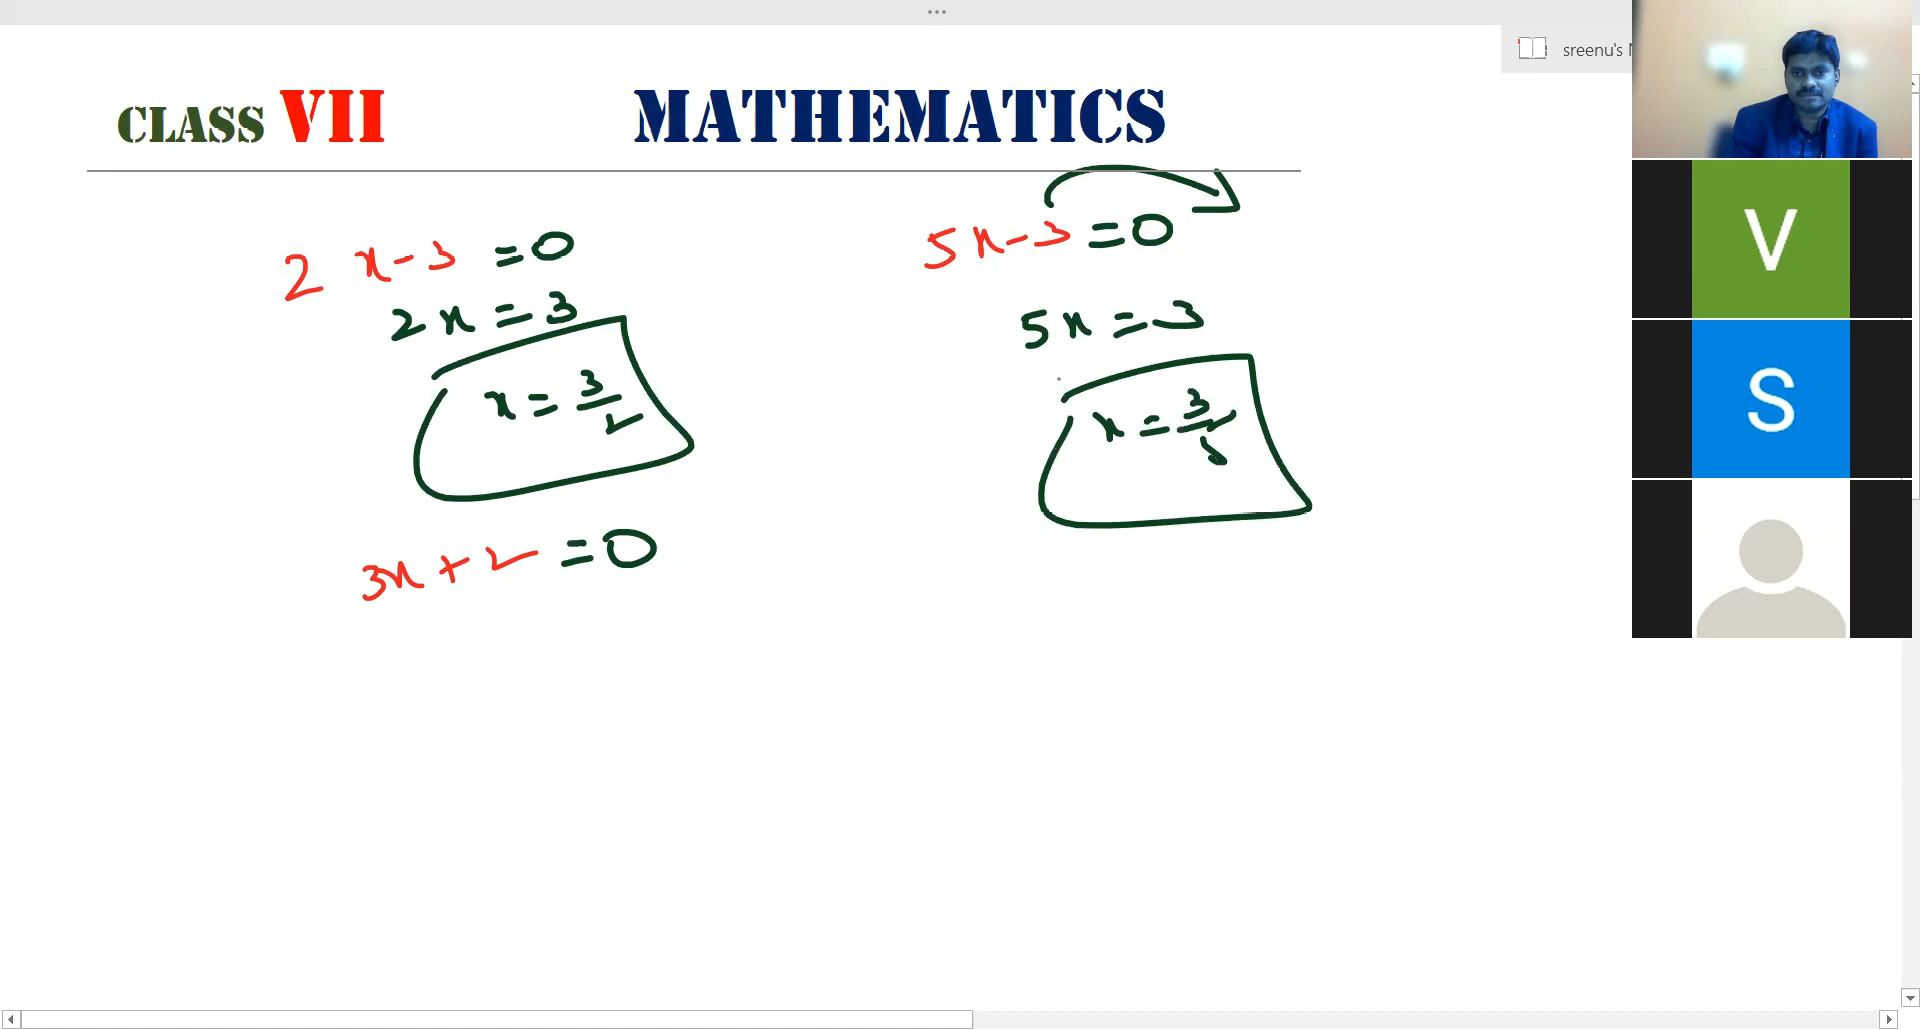 sreenu's
CLASS VII MATHEMATICS
2 x - 3 = 0
2x = 3
x = 3/2
3x + 2 = 0
5x - 3 = 0
5x = 3
x = 3/5
V
S